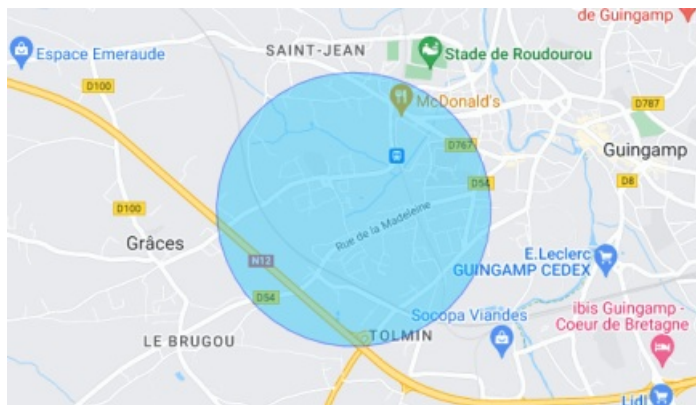 de Guingamp
Espace Emeraude
SAINT-JEAN
Stade de Roudourou
D100
McDonald's
D787
D767
Guingamp
D54
D8
D100
Rue de la Madeleine
Grâces
N12
E.Leclerc
GUINGAMP CEDEX
D54
Socopa Viandes
ibis Guingamp -
Coeur de Bretagne
LE BRUGOU
TOLMIN
Lidl